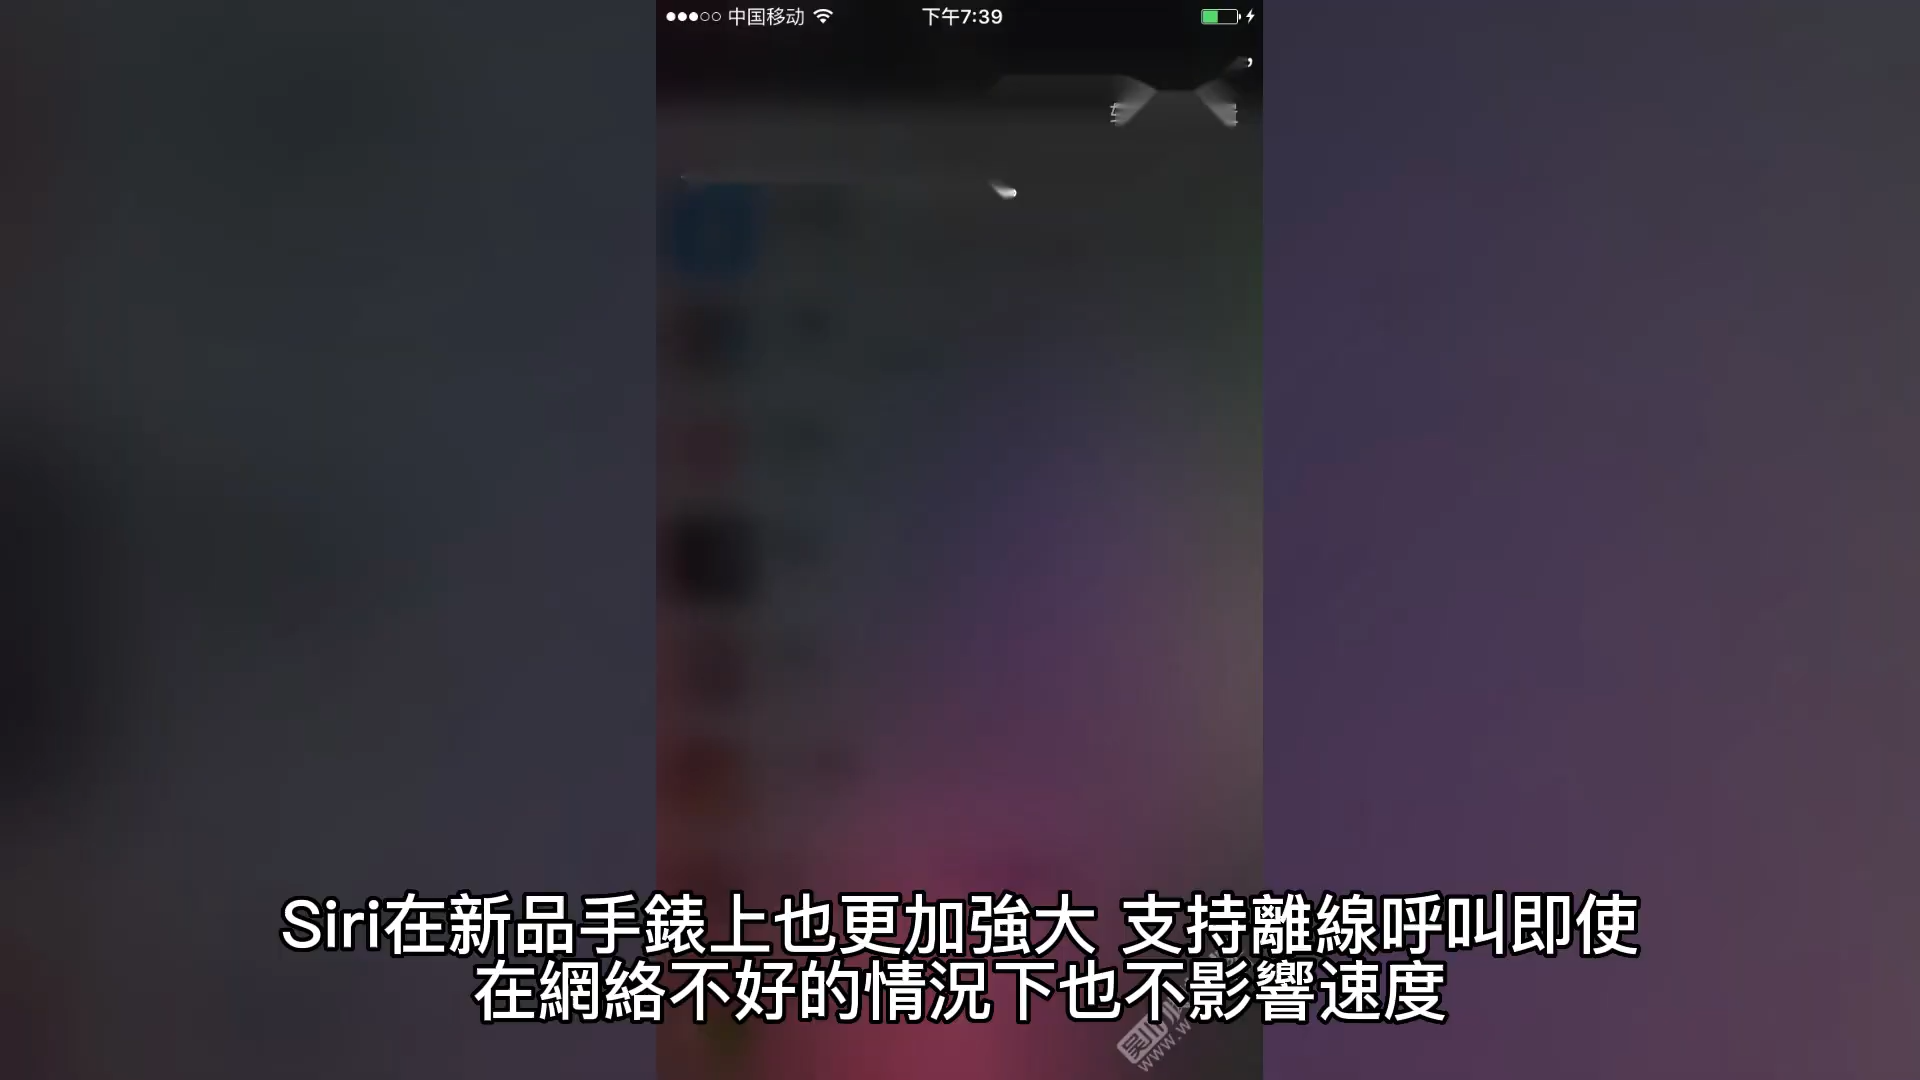 中国移动
下午7:39
Siri在新品手錶上也更加強大 支持離線呼叫即使
在網絡不好的情況下也不影響速度